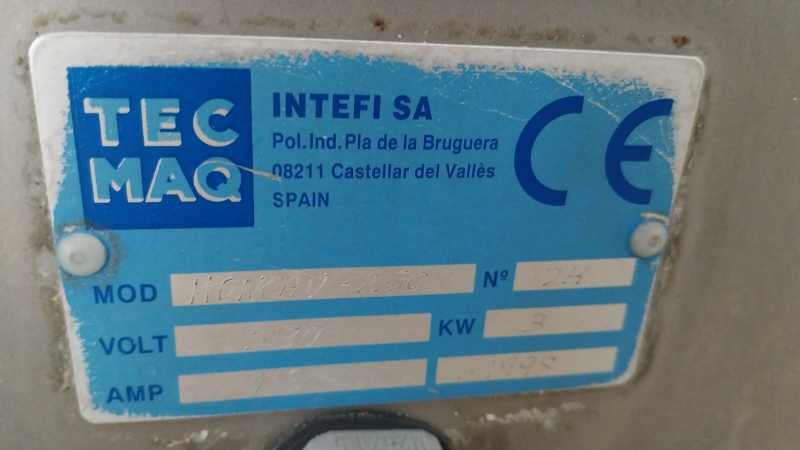 TEC
MAQ
INTEFI SA
Pol.Ind.Pla de la Bruguera
08211 Castellar del Vallès
SPAIN
CE
MOD Nº 24
VOLT KW 3
AMP